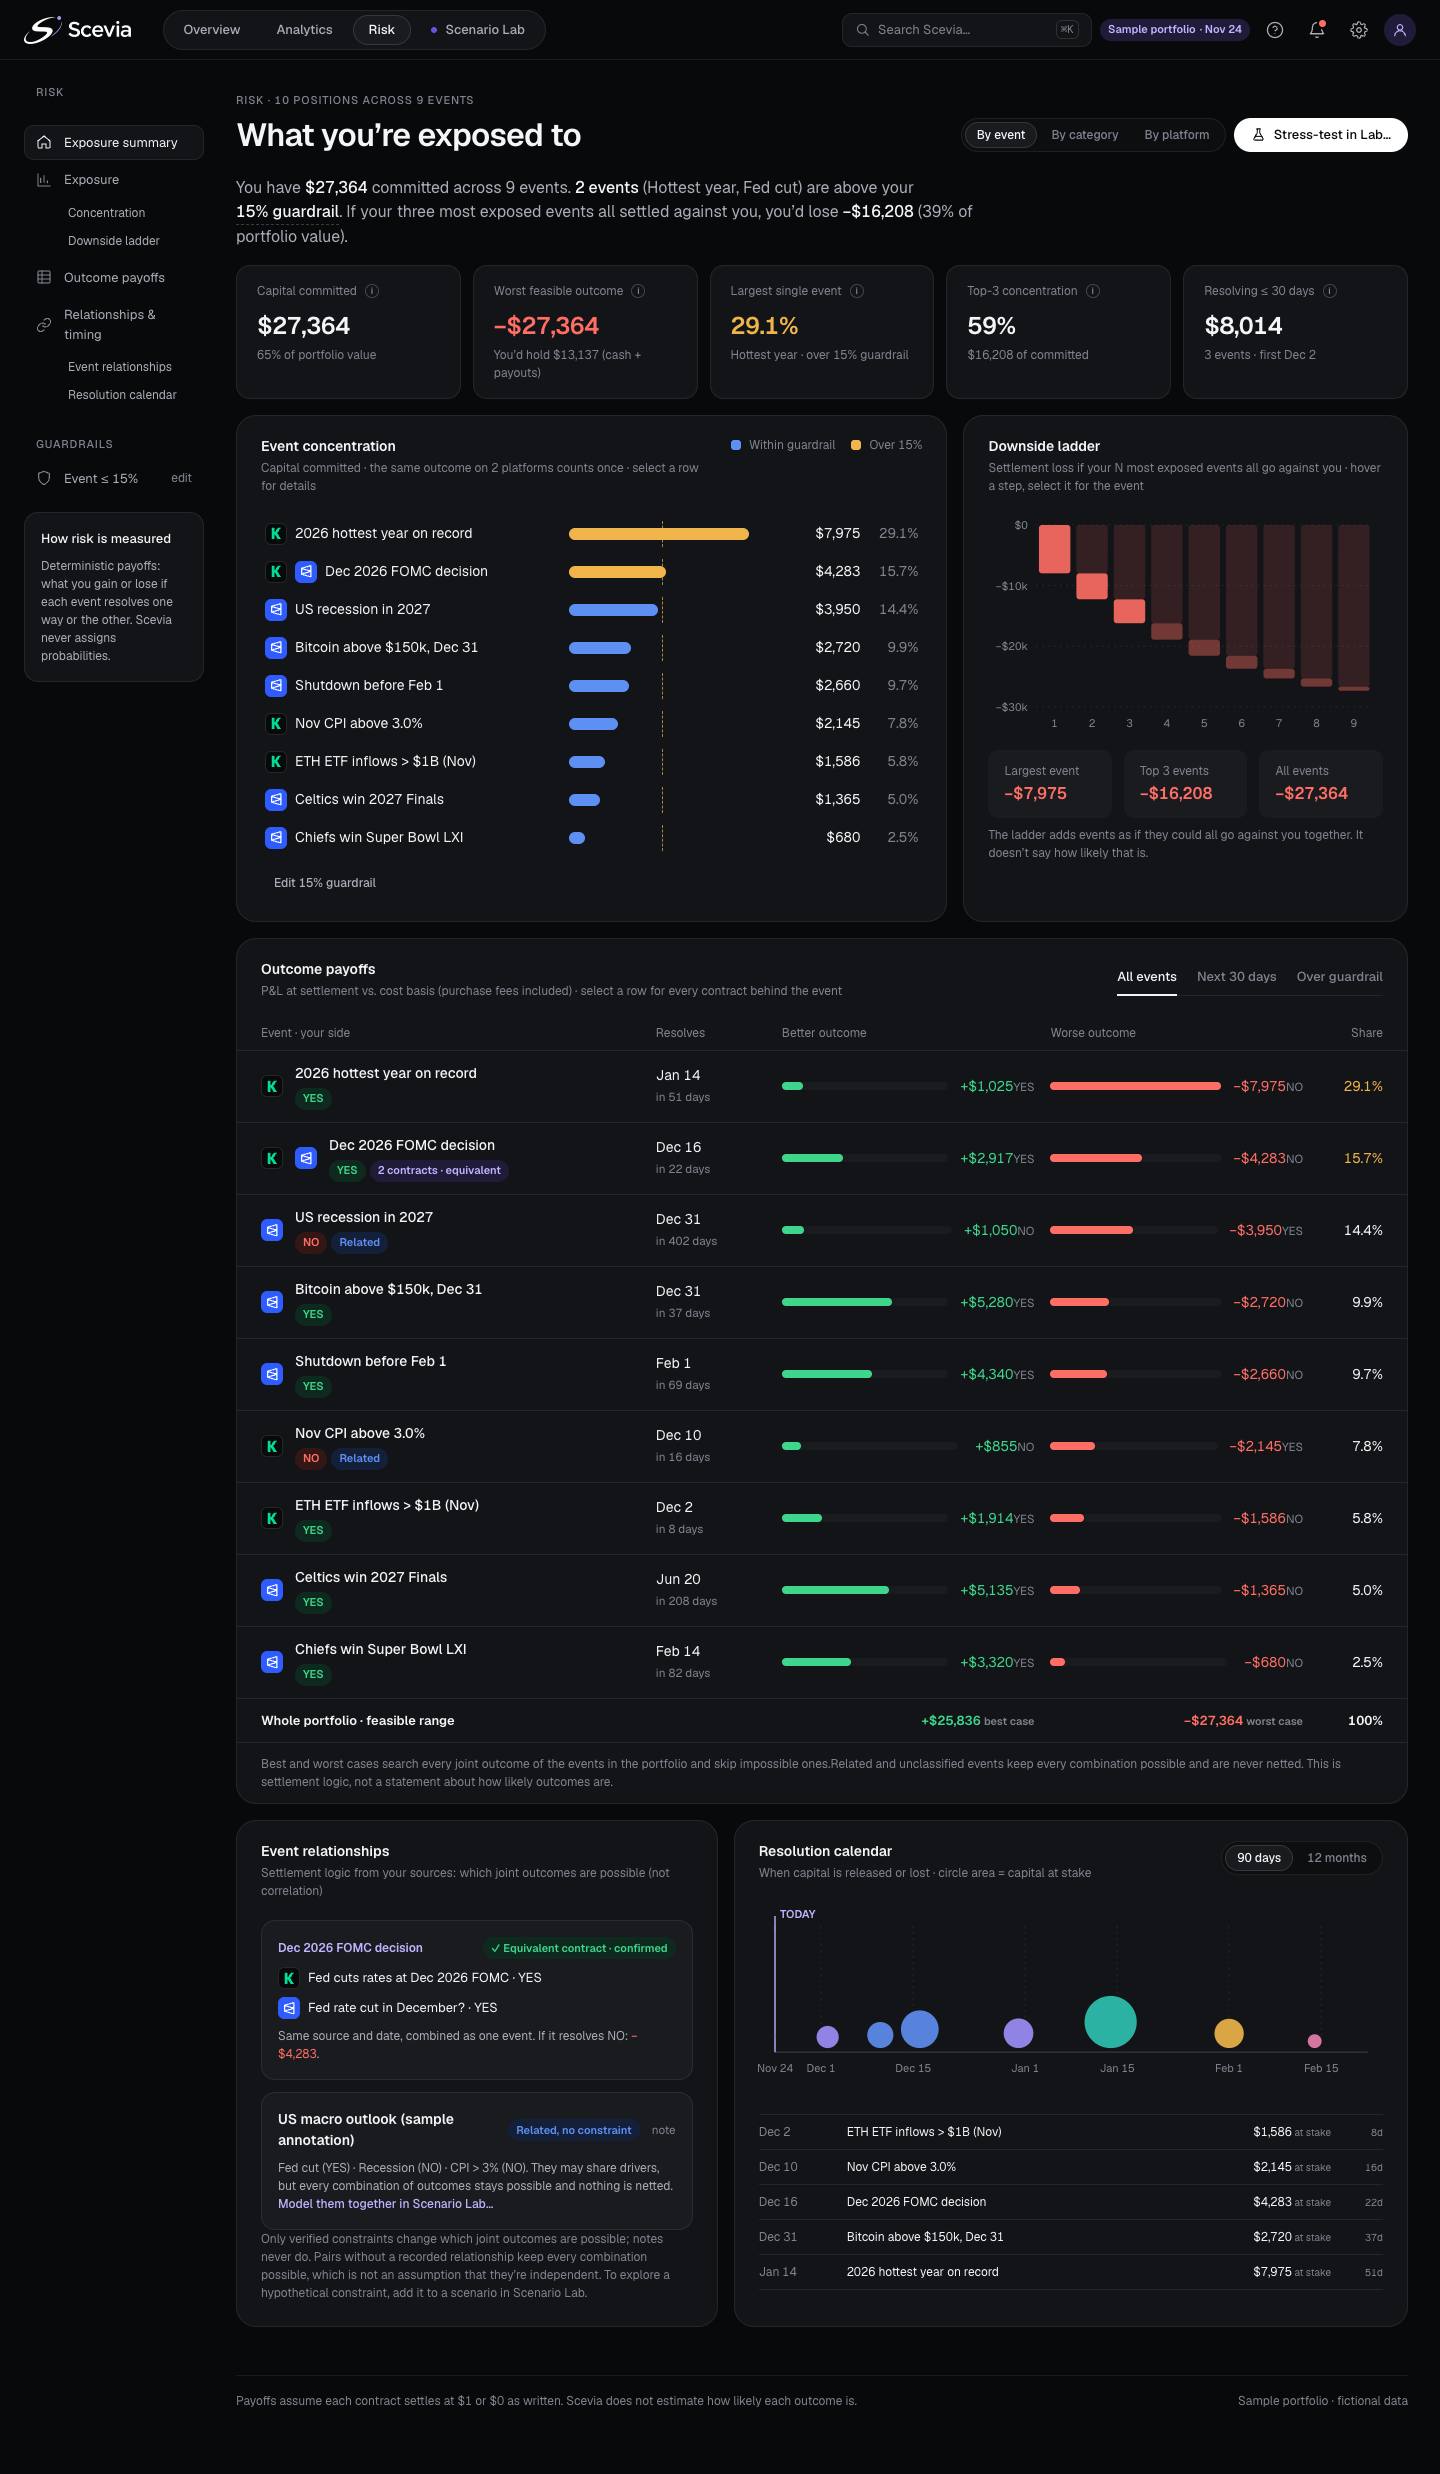 Scevia
Overview Analytics Risk Scenario Lab
Search Scevia… ⌘K
Sample portfolio · Nov 24
RISK
Exposure summary
Exposure
Concentration
Downside ladder
Outcome payoffs
Relationships &
timing
Event relationships
Resolution calendar
GUARDRAILS
Event ≤ 15% edit
How risk is measured
Deterministic payoffs:
what you gain or lose if
each event resolves one
way or the other. Scevia
never assigns
probabilities.
RISK · 10 POSITIONS ACROSS 9 EVENTS
What you’re exposed to
By event By category By platform
Stress-test in Lab…
You have $27,364 committed across 9 events. 2 events (Hottest year, Fed cut) are above your
15% guardrail. If your three most exposed events all settled against you, you’d lose −$16,208 (39% of
portfolio value).
Capital committed i
$27,364
65% of portfolio value
Worst feasible outcome i
−$27,364
You’d hold $13,137 (cash +
payouts)
Largest single event i
29.1%
Hottest year · over 15% guardrail
Top-3 concentration i
59%
$16,208 of committed
Resolving ≤ 30 days i
$8,014
3 events · first Dec 2
Event concentration
Within guardrail Over 15%
Capital committed · the same outcome on 2 platforms counts once · select a row
for details
K 2026 hottest year on record $7,975 29.1%
K Dec 2026 FOMC decision $4,283 15.7%
US recession in 2027 $3,950 14.4%
Bitcoin above $150k, Dec 31 $2,720 9.9%
Shutdown before Feb 1 $2,660 9.7%
K Nov CPI above 3.0% $2,145 7.8%
K ETH ETF inflows > $1B (Nov) $1,586 5.8%
Celtics win 2027 Finals $1,365 5.0%
Chiefs win Super Bowl LXI $680 2.5%
Edit 15% guardrail
Downside ladder
Settlement loss if your N most exposed events all go against you · hover
a step, select it for the event
$0
−$10k
−$20k
−$30k
1 2 3 4 5 6 7 8 9
Largest event
−$7,975
Top 3 events
−$16,208
All events
−$27,364
The ladder adds events as if they could all go against you together. It
doesn’t say how likely that is.
Outcome payoffs
P&L at settlement vs. cost basis (purchase fees included) · select a row for every contract behind the event
All events Next 30 days Over guardrail
Event · your side Resolves Better outcome Worse outcome Share
K 2026 hottest year on record
YES
Jan 14
in 51 days
+$1,025YES −$7,975NO 29.1%
K Dec 2026 FOMC decision
YES 2 contracts · equivalent
Dec 16
in 22 days
+$2,917YES −$4,283NO 15.7%
US recession in 2027
NO Related
Dec 31
in 402 days
+$1,050NO −$3,950YES 14.4%
Bitcoin above $150k, Dec 31
YES
Dec 31
in 37 days
+$5,280YES −$2,720NO 9.9%
Shutdown before Feb 1
YES
Feb 1
in 69 days
+$4,340YES −$2,660NO 9.7%
K Nov CPI above 3.0%
NO Related
Dec 10
in 16 days
+$855NO −$2,145YES 7.8%
K ETH ETF inflows > $1B (Nov)
YES
Dec 2
in 8 days
+$1,914YES −$1,586NO 5.8%
Celtics win 2027 Finals
YES
Jun 20
in 208 days
+$5,135YES −$1,365NO 5.0%
Chiefs win Super Bowl LXI
YES
Feb 14
in 82 days
+$3,320YES −$680NO 2.5%
Whole portfolio · feasible range +$25,836 best case −$27,364 worst case 100%
Best and worst cases search every joint outcome of the events in the portfolio and skip impossible ones.Related and unclassified events keep every combination possible and are never netted. This is
settlement logic, not a statement about how likely outcomes are.
Event relationships
Settlement logic from your sources: which joint outcomes are possible (not
correlation)
Dec 2026 FOMC decision ✓ Equivalent contract · confirmed
K Fed cuts rates at Dec 2026 FOMC · YES
Fed rate cut in December? · YES
Same source and date, combined as one event. If it resolves NO: −
$4,283.
US macro outlook (sample
annotation)
Related, no constraint note
Fed cut (YES) · Recession (NO) · CPI > 3% (NO). They may share drivers,
but every combination of outcomes stays possible and nothing is netted.
Model them together in Scenario Lab…
Only verified constraints change which joint outcomes are possible; notes
never do. Pairs without a recorded relationship keep every combination
possible, which is not an assumption that they’re independent. To explore a
hypothetical constraint, add it to a scenario in Scenario Lab.
Resolution calendar
When capital is released or lost · circle area = capital at stake
90 days 12 months
TODAY
Nov 24 Dec 1 Dec 15 Jan 1 Jan 15 Feb 1 Feb 15
Dec 2 ETH ETF inflows > $1B (Nov) $1,586 at stake 8d
Dec 10 Nov CPI above 3.0% $2,145 at stake 16d
Dec 16 Dec 2026 FOMC decision $4,283 at stake 22d
Dec 31 Bitcoin above $150k, Dec 31 $2,720 at stake 37d
Jan 14 2026 hottest year on record $7,975 at stake 51d
Payoffs assume each contract settles at $1 or $0 as written. Scevia does not estimate how likely each outcome is.
Sample portfolio · fictional data